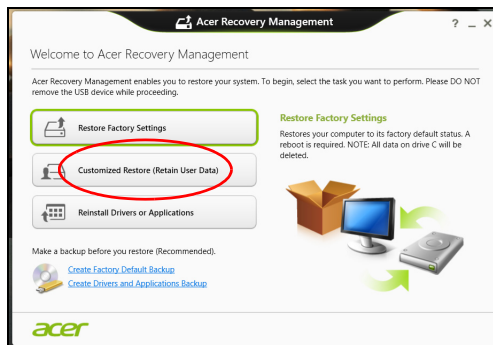 Acer Recovery Management
? _ X
Welcome to Acer Recovery Management
Acer Recovery Management enables you to restore your system. To begin, select the task you want to perform. Please DO NOT
remove the USB device while proceeding.
Restore Factory Settings
Customized Restore (Retain User Data)
Reinstall Drivers or Applications
Restore Factory Settings
Restores your computer to its factory default status. A
reboot is required. NOTE: All data on drive C will be
deleted.
Make a backup before you restore (Recommended).
Create Factory Default Backup
Create Drivers and Applications Backup
acer